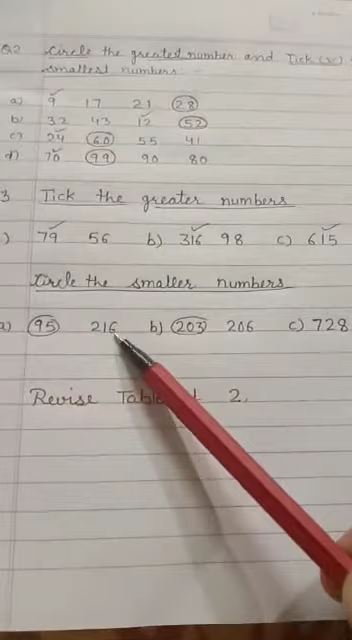 Q2 Circle the greatest number and Tick (✓)
smallest numbers.
a) 9 17 21 28
b) 32 43 12 52
c) 24 60 55 41
d) 70 99 90 80
3 Tick the greater numbers
) 79 56 b) 316 98 c) 615
Circle the smaller numbers
a) 95 216 b) 203 206 c) 728
Revise Table 2.